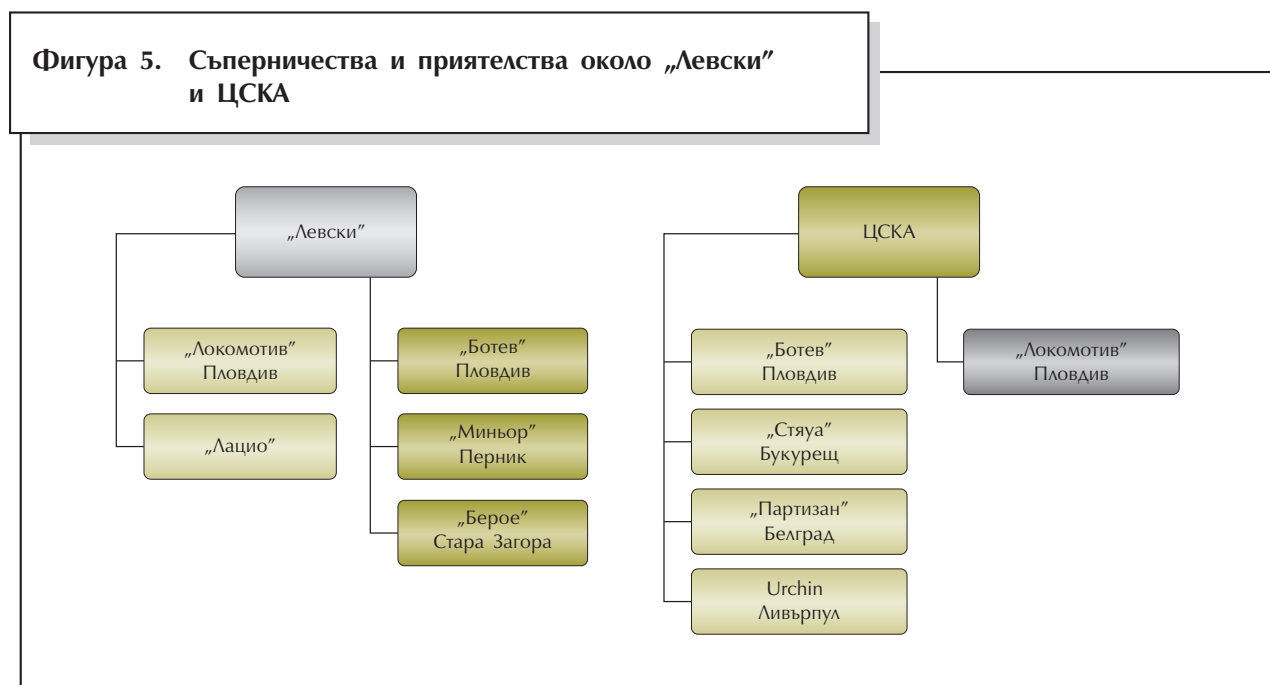 Фигура 5. Съперничества и приятелства около „Левски”
и ЦСКА
„Левски”
„Локомотив”
Пловдив
„Лацио”
„Ботев”
Пловдив
„Миньор”
Перник
„Берое”
Стара Загора
ЦСКА
„Ботев”
Пловдив
„Стяуа”
Букурещ
„Партизан”
Белград
Urchin
Ливърпул
„Локомотив”
Пловдив